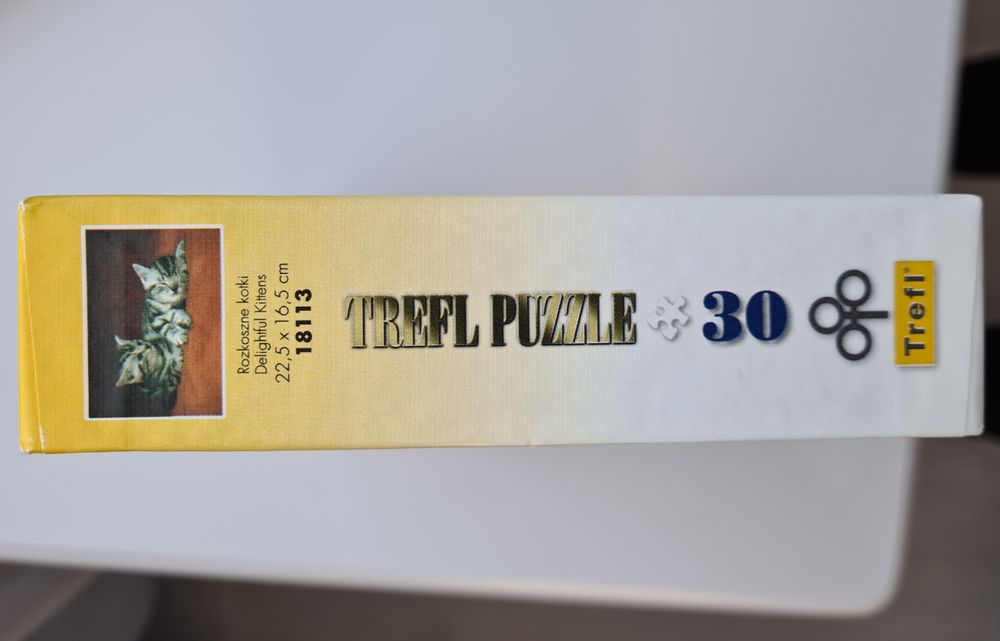 Rozkoszne kotki
Delightful Kittens
22,5 x 16,5 cm
18113
TREFL PUZZLE 30
Trefl®